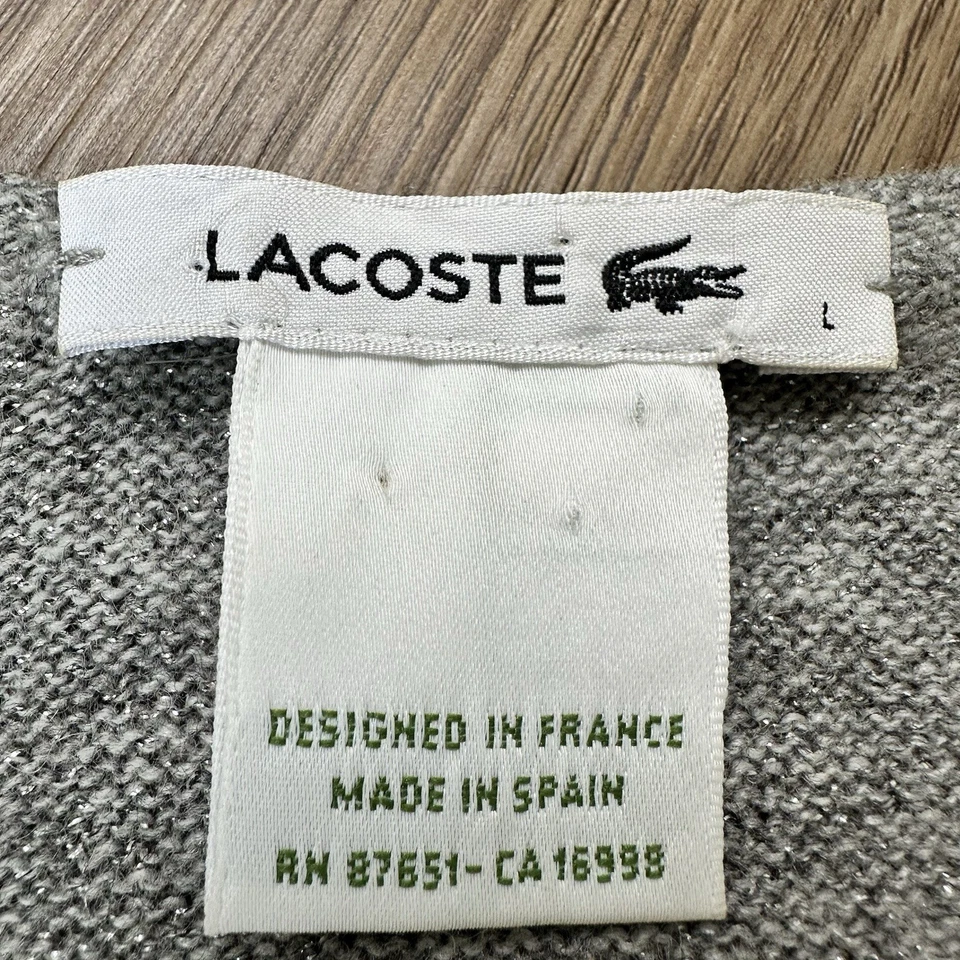 LACOSTE
L
DESIGNED IN FRANCE
MADE IN SPAIN
RN 87651-CA 16998